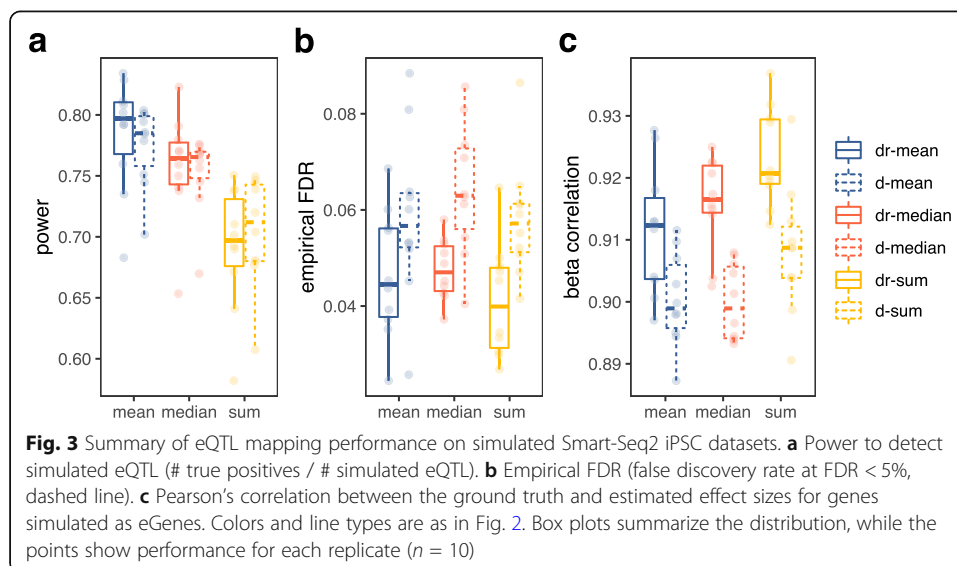 a
b
c
0.80
0.75
0.70
0.65
0.60
power
mean median sum
0.08
0.06
0.04
empirical FDR
mean median sum
0.93
0.92
0.91
0.90
0.89
beta correlation
mean median sum
dr-mean
d-mean
dr-median
d-median
dr-sum
d-sum
Fig. 3 Summary of eQTL mapping performance on simulated Smart-Seq2 iPSC datasets. a Power to detect
simulated eQTL (# true positives / # simulated eQTL). b Empirical FDR (false discovery rate at FDR < 5%,
dashed line). c Pearson’s correlation between the ground truth and estimated effect sizes for genes
simulated as eGenes. Colors and line types are as in Fig. 2. Box plots summarize the distribution, while the
points show performance for each replicate (n = 10)